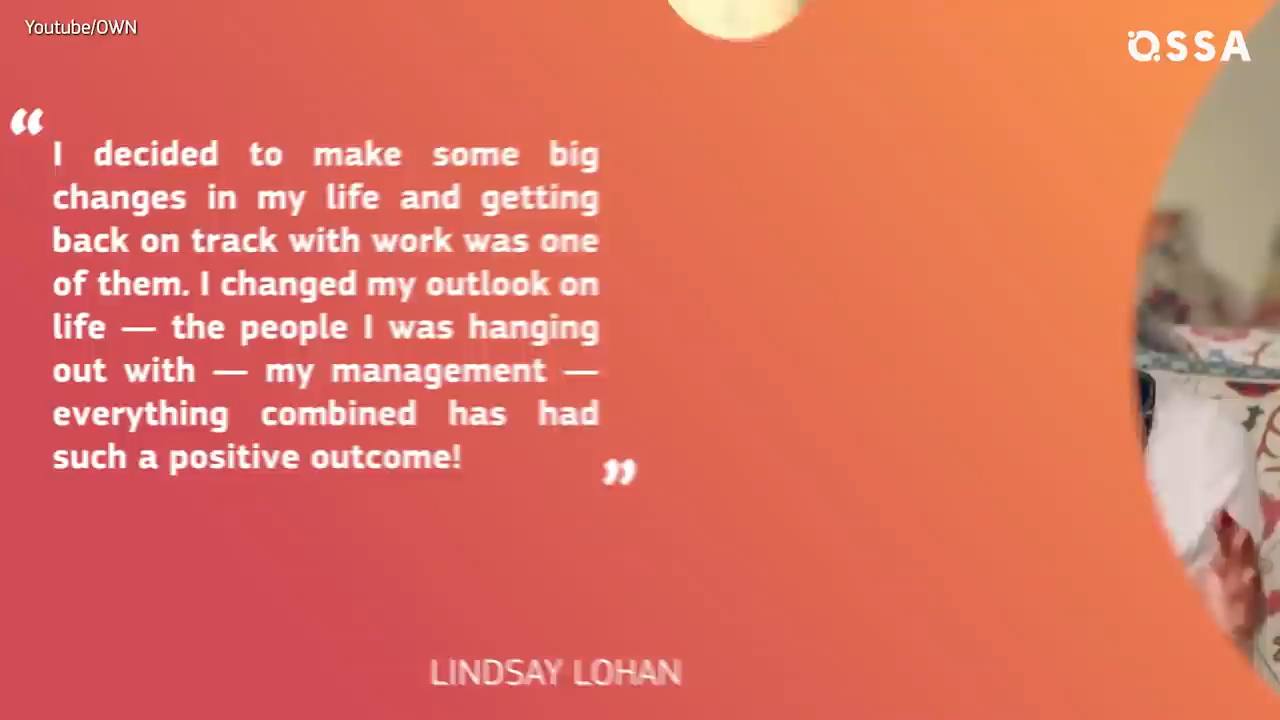 Youtube/OWN
OSSA
“
I decided to make some big
changes in my life and getting
back on track with work was one
of them. I changed my outlook on
life — the people I was hanging
out with — my management —
everything combined has had
such a positive outcome!
”
LINDSAY LOHAN